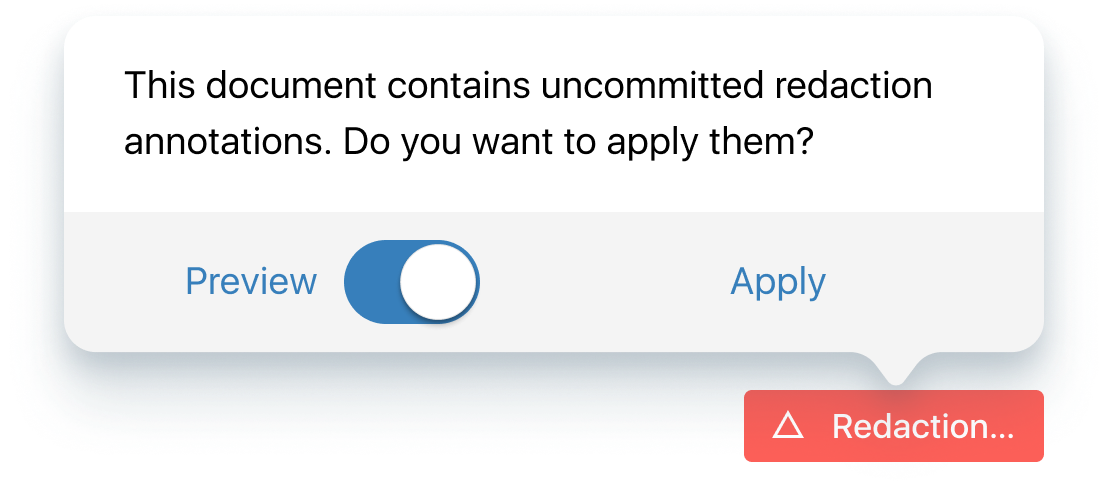 This document contains uncommitted redaction
annotations. Do you want to apply them?
Preview
Apply
Redaction...